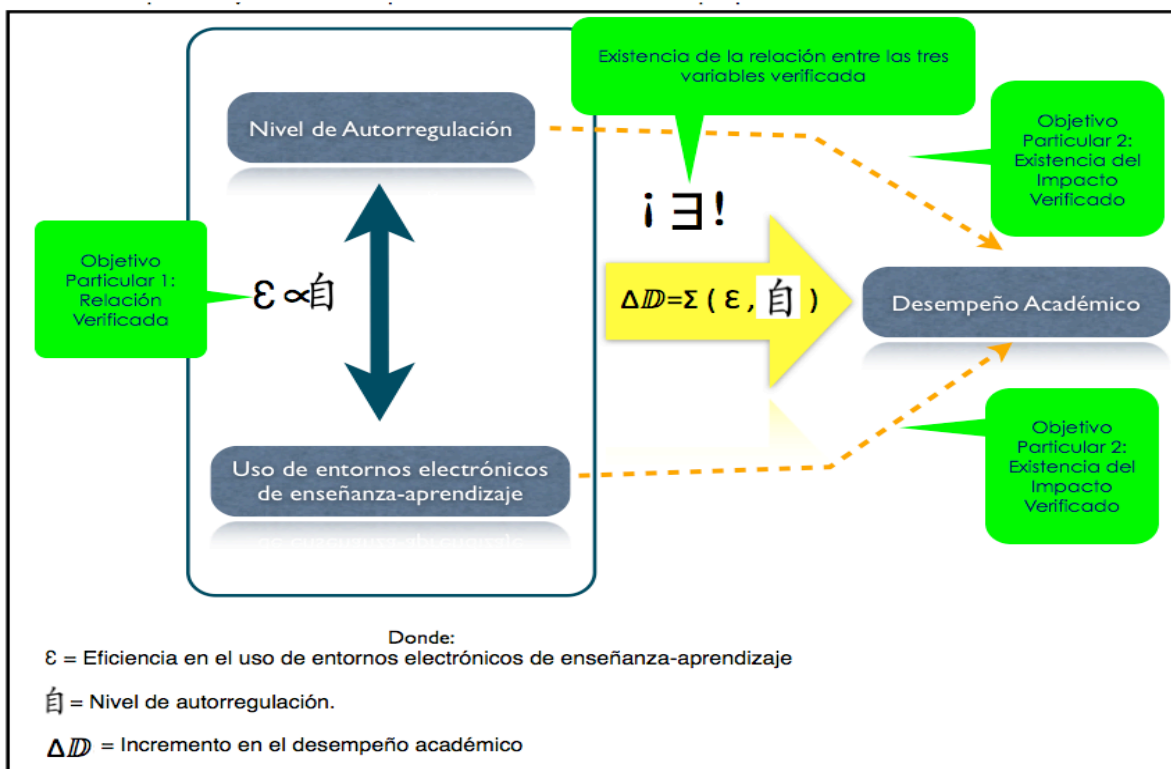 Existencia de la relación entre las tres
variables verificada
Nivel de Autorregulación
Objetivo
Particular 2:
Existencia del
Impacto
Verificado
¡ ∃ !
Objetivo
Particular 1:
Relación
Verificada
Ɛ ∝ 自
Δ𝔻=Σ ( Ɛ , 自 )
Desempeño Académico
Uso de entornos electrónicos
de enseñanza-aprendizaje
Objetivo
Particular 2:
Existencia del
Impacto
Verificado
Donde:
Ɛ = Eficiencia en el uso de entornos electrónicos de enseñanza-aprendizaje
自 = Nivel de autorregulación.
Δ𝔻 = Incremento en el desempeño académico